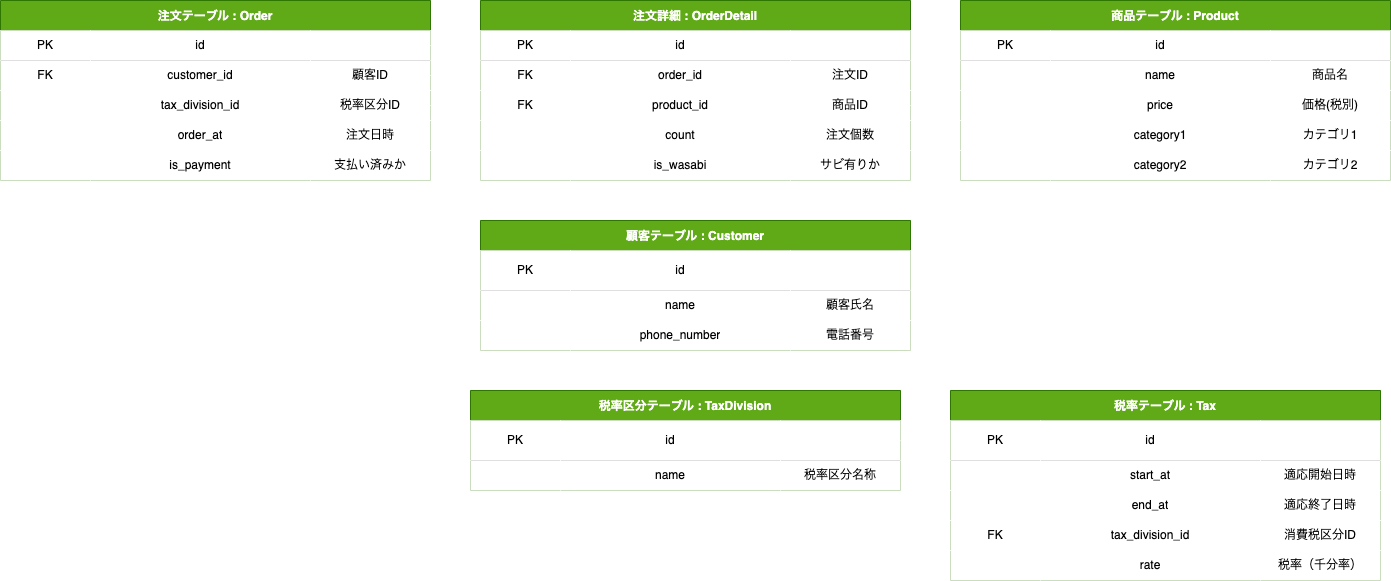 注文テーブル : Order
PK id
FK customer_id 顧客ID
tax_division_id 税率区分ID
order_at 注文日時
is_payment 支払い済みか
注文詳細 : OrderDetail
PK id
FK order_id 注文ID
FK product_id 商品ID
count 注文個数
is_wasabi サビ有りか
商品テーブル : Product
PK id
name 商品名
price 価格(税別)
category1 カテゴリ1
category2 カテゴリ2
顧客テーブル : Customer
PK id
name 顧客氏名
phone_number 電話番号
税率区分テーブル : TaxDivision
PK id
name 税率区分名称
税率テーブル : Tax
PK id
start_at 適応開始日時
end_at 適応終了日時
FK tax_division_id 消費税区分ID
rate 税率（千分率）